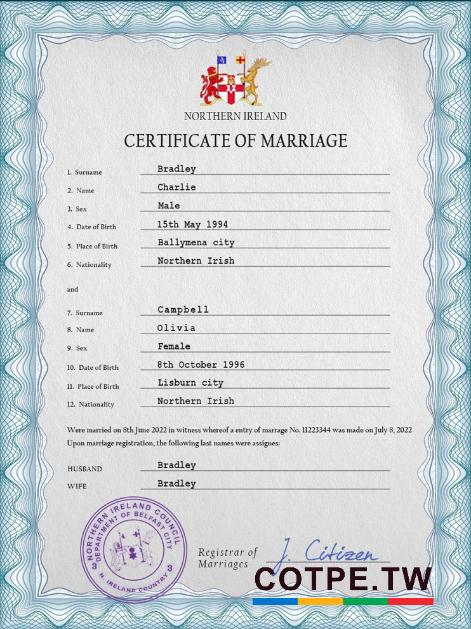 NORTHERN IRELAND
CERTIFICATE OF MARRIAGE
1. Surname Bradley
2. Name Charlie
3. Sex Male
4. Date of Birth 15th May 1994
5. Place of Birth Ballymena city
6. Nationality Northern Irish
and
7. Surname Campbell
8. Name Olivia
9. Sex Female
10. Date of Birth 8th October 1996
11. Place of Birth Lisburn city
12. Nationality Northern Irish
Were married on 8th June 2022 in witness whereof a entry of marrage No. 11223344 was made on July 8, 2022
Upon marriage registration, the following last names were assignes:
HUSBAND Bradley
WIFE Bradley
NORTHERN IRELAND COUNCIL
DEPARTMENT OF BELFAST CITY
3 3
N. IRELAND COUNTRY
Registrar of
Marriages
J. Citizen
COTPE.TW